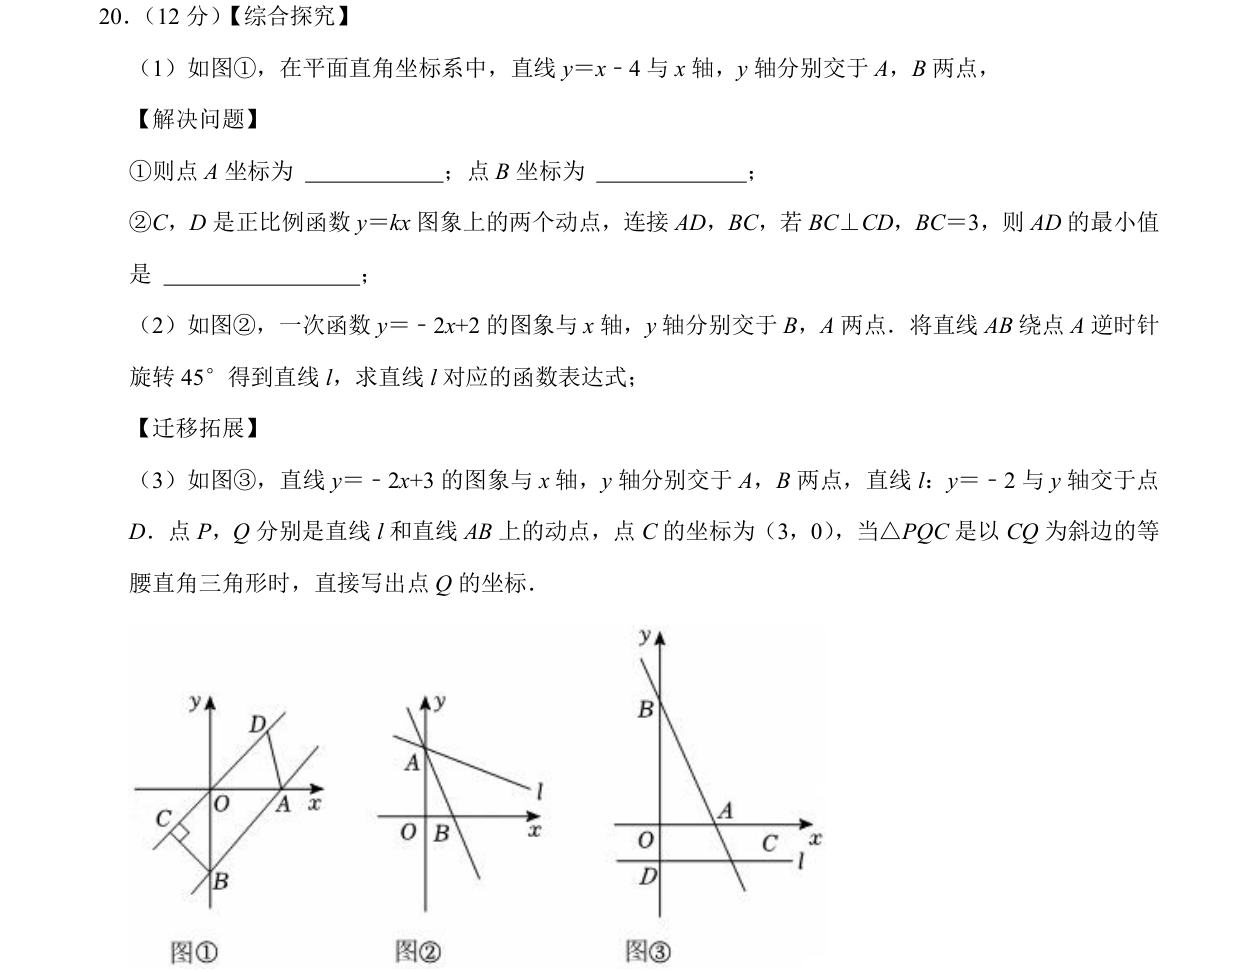 20.（12 分）【综合探究】
（1）如图①，在平面直角坐标系中，直线 y＝x﹣4 与 x 轴，y 轴分别交于 A，B 两点，
【解决问题】
①则点 A 坐标为 ____________；点 B 坐标为 _____________；
②C，D 是正比例函数 y＝kx 图象上的两个动点，连接 AD，BC，若 BC⊥CD，BC＝3，则 AD 的最小值
是 _________________；
（2）如图②，一次函数 y＝﹣2x+2 的图象与 x 轴，y 轴分别交于 B，A 两点．将直线 AB 绕点 A 逆时针
旋转 45°得到直线 l，求直线 l 对应的函数表达式；
【迁移拓展】
（3）如图③，直线 y＝﹣2x+3 的图象与 x 轴，y 轴分别交于 A，B 两点，直线 l：y＝﹣2 与 y 轴交于点
D．点 P，Q 分别是直线 l 和直线 AB 上的动点，点 C 的坐标为（3，0），当△PQC 是以 CQ 为斜边的等
腰直角三角形时，直接写出点 Q 的坐标．
y
D
O
A
x
C
B
图①
y
A
l
O
B
x
图②
y
B
A
O
C
x
l
D
图③